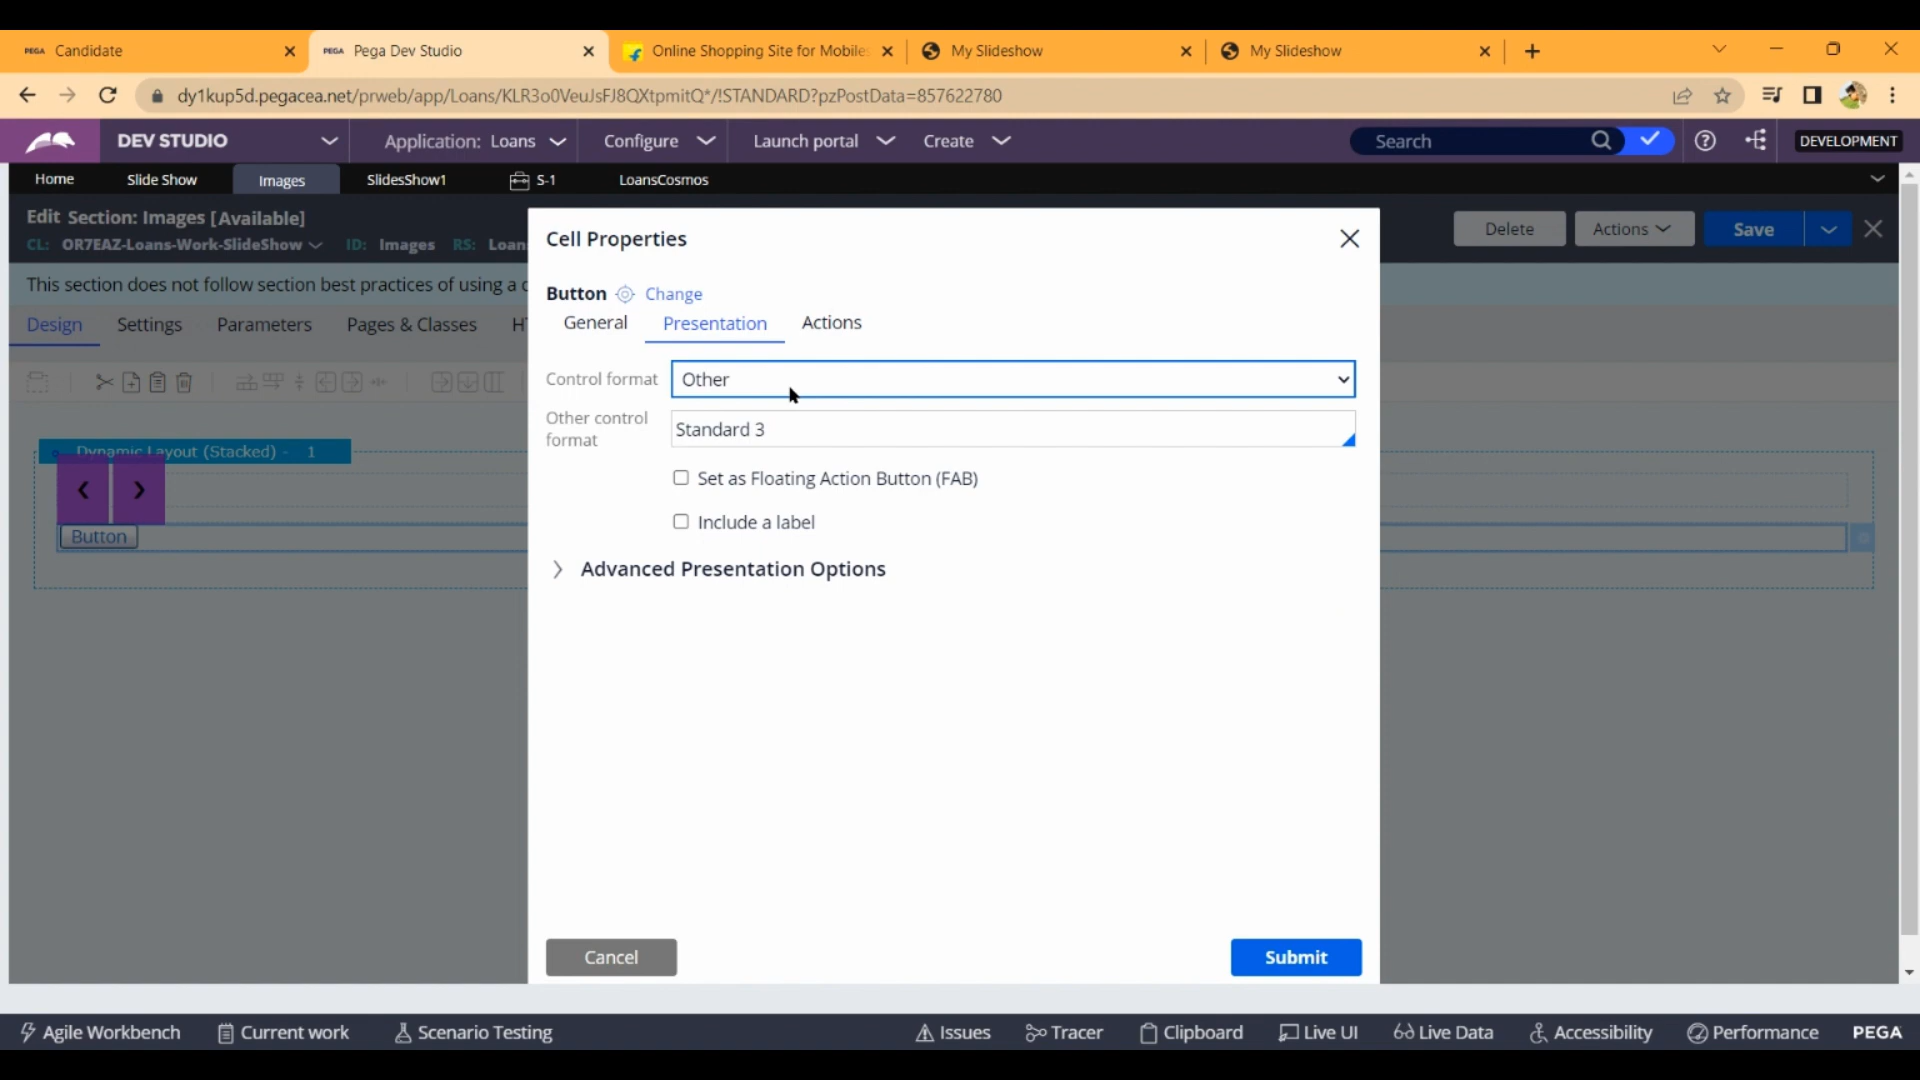 PEGA Candidate
PEGA Pega Dev Studio
Online Shopping Site for Mobile
My Slideshow
My Slideshow
dy1kup5d.pegacea.net/prweb/app/Loans/KLR3o0VeuJsFJ8QXtpmitQ*/!STANDARD?pzPostData=857622780
DEV STUDIO
Application: Loans
Configure
Launch portal
Create
Search
DEVELOPMENT
Home
Slide Show
Images
SlidesShow1
S-1
LoansCosmos
Edit Section: Images [Available]
CL: OR7EAZ-Loans-Work-SlideShow ID: Images RS: Loan
Delete
Actions
Save
This section does not follow section best practices of using a
Design
Settings
Parameters
Pages & Classes
Dynamic Layout (Stacked) - 1
Button
Cell Properties
Button Change
General
Presentation
Actions
Control format
Other
Other control
format
Standard 3
Set as Floating Action Button (FAB)
Include a label
Advanced Presentation Options
Cancel
Submit
Agile Workbench
Current work
Scenario Testing
Issues
Tracer
Clipboard
Live UI
Live Data
Accessibility
Performance
PEGA